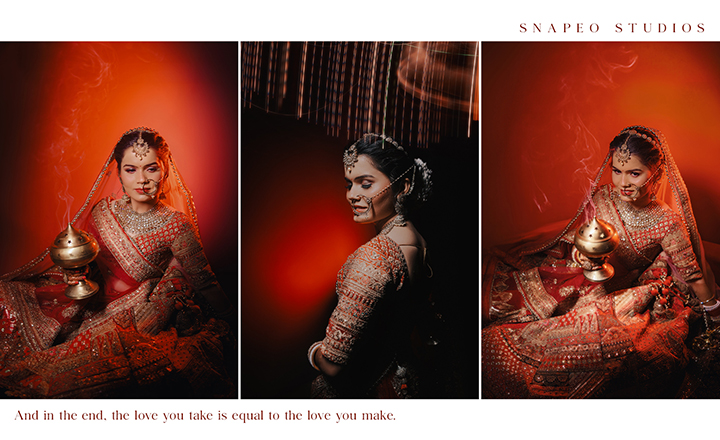 SNAPEO STUDIOS
And in the end, the love you take is equal to the love you make.